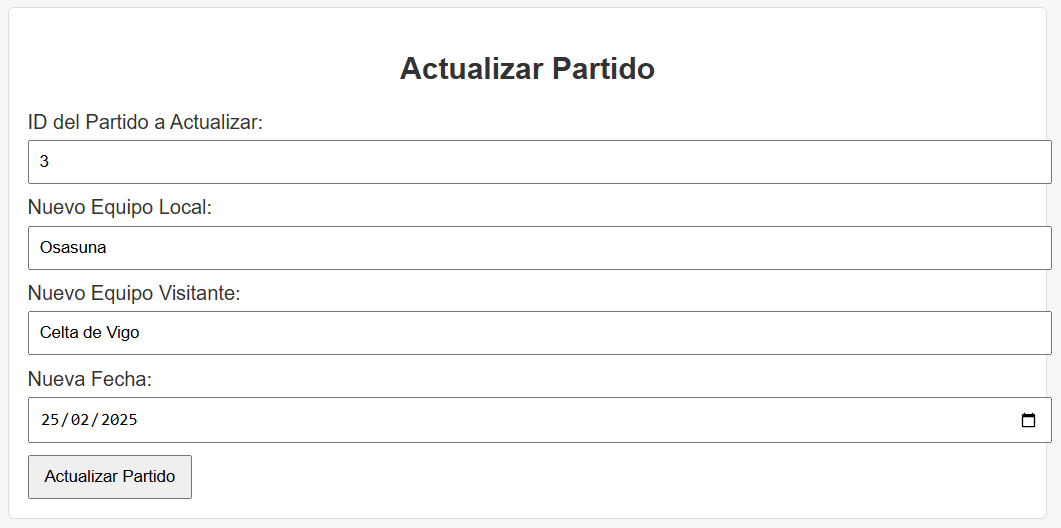 Actualizar Partido
ID del Partido a Actualizar:
3
Nuevo Equipo Local:
Osasuna
Nuevo Equipo Visitante:
Celta de Vigo
Nueva Fecha:
25/02/2025
Actualizar Partido